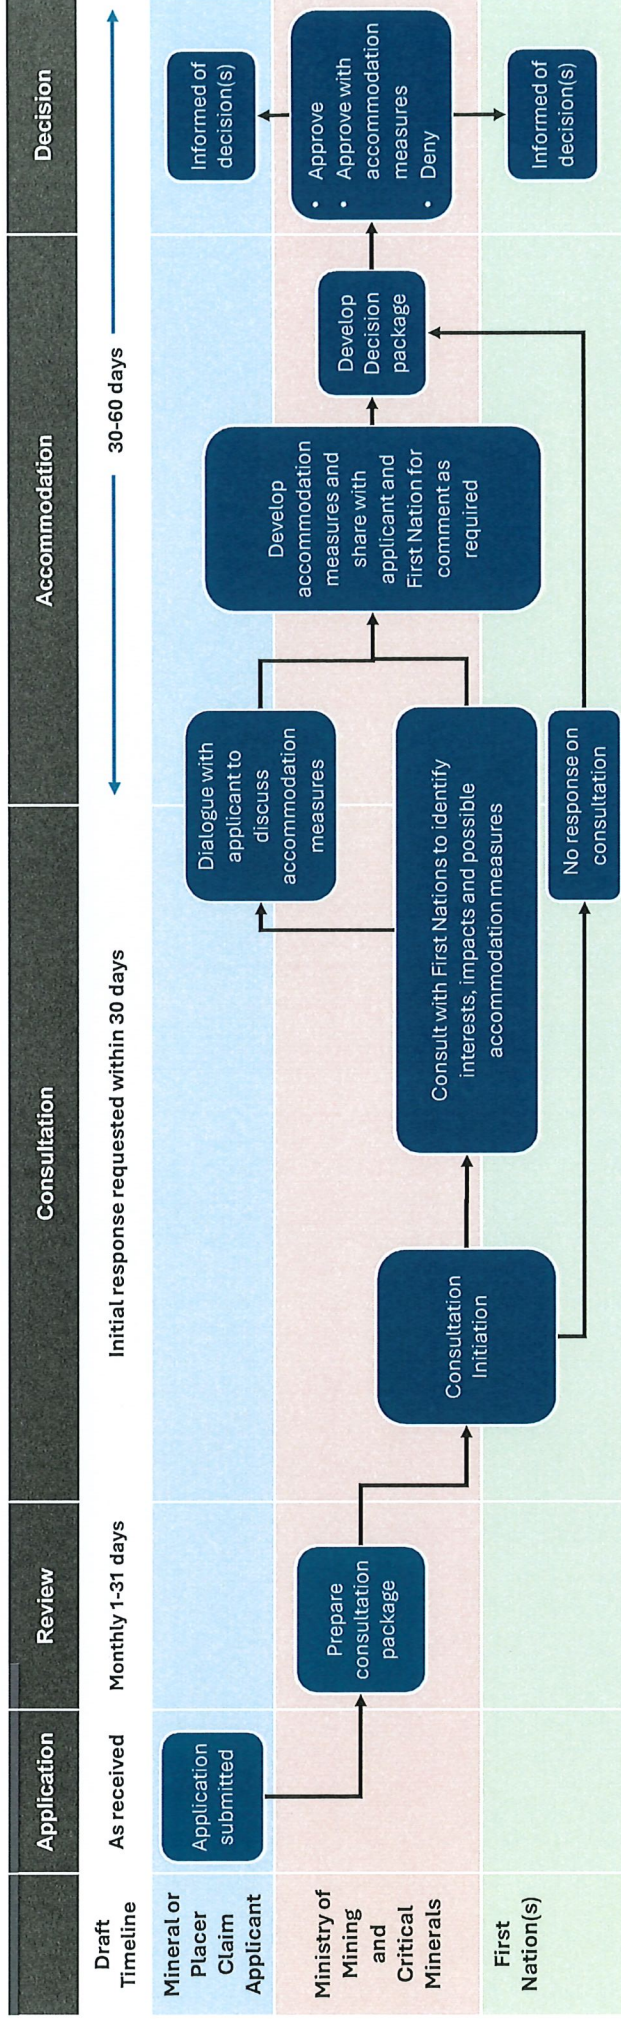 Application
Review
Consultation
Accommodation
Decision
Draft
Timeline
As received
Monthly 1-31 days
Initial response requested within 30 days
30-60 days
Mineral or
Placer
Claim
Applicant
Application
submitted
Dialogue with
applicant to
discuss
accommodation
measures
Informed of
decision(s)
Ministry of
Mining
and
Critical
Minerals
Prepare
consultation
package
Consultation
Initiation
Consult with First Nations to identify
interests, impacts and possible
accommodation measures
Develop
accommodation
measures and
share with
applicant and
First Nation for
comment as
required
Develop
Decision
package
• Approve
• Approve with
accommodation
measures
• Deny
First
Nation(s)
No response on
consultation
Informed of
decision(s)